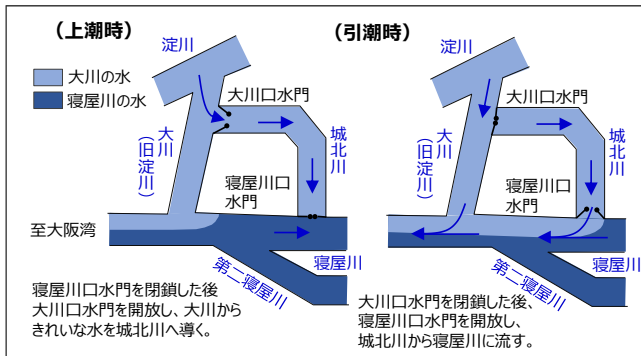 (上潮時)
淀川
大川の水
寝屋川の水
大川口水門
大川
(旧淀川)
城北川
寝屋川口
水門
至大阪湾
寝屋川
第二寝屋川
寝屋川口水門を閉鎖した後
大川口水門を開放し、大川から
きれいな水を城北川へ導く。
(引潮時)
淀川
大川口水門
大川
(旧淀川)
城北川
寝屋川口
水門
寝屋川
第二寝屋川
大川口水門を閉鎖した後、
寝屋川口水門を開放し、
城北川から寝屋川に流す。